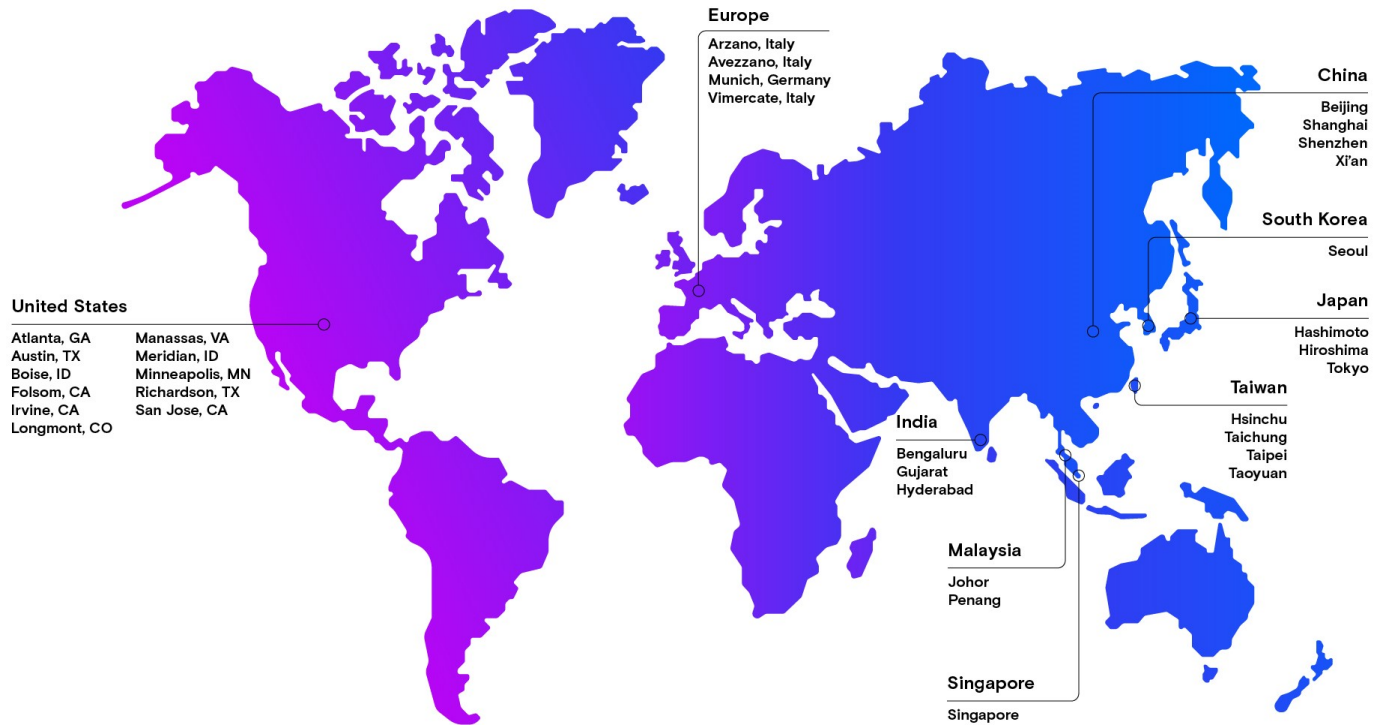 Europe
Arzano, Italy
Avezzano, Italy
Munich, Germany
Vimercate, Italy
China
Beijing
Shanghai
Shenzhen
Xi'an
South Korea
Seoul
Japan
Hashimoto
Hiroshima
Tokyo
Taiwan
Hsinchu
Taichung
Taipei
Taoyuan
United States
Atlanta, GA
Austin, TX
Boise, ID
Folsom, CA
Irvine, CA
Longmont, CO
Manassas, VA
Meridian, ID
Minneapolis, MN
Richardson, TX
San Jose, CA
India
Bengaluru
Gujarat
Hyderabad
Malaysia
Johor
Penang
Singapore
Singapore